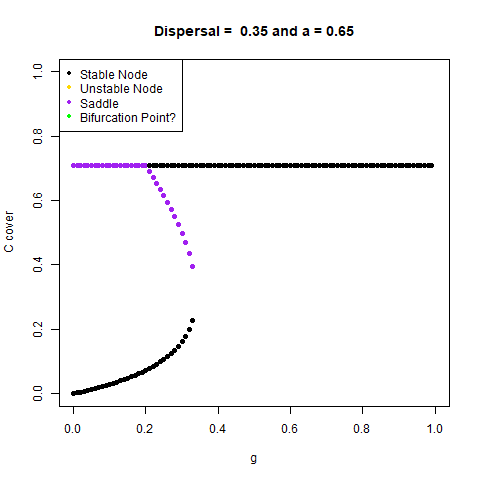 Dispersal =  0.35 and a = 0.65
Stable Node
Unstable Node
Saddle
Bifurcation Point?
C cover
1.0
0.8
0.6
0.4
0.2
0.0
0.0 0.2 0.4 0.6 0.8 1.0
g